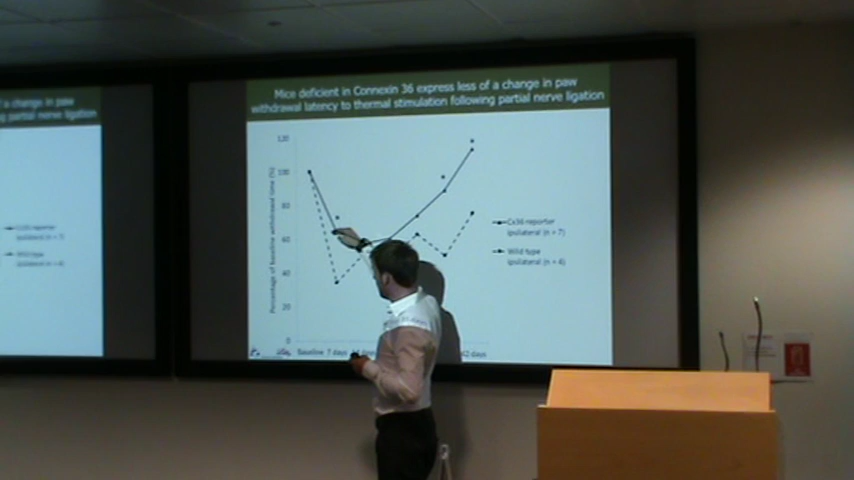 is change in paw
partial nerve ligation
Mice deficient in Connexin 36 express less of a change in paw
withdrawal latency to thermal stimulation following partial nerve ligation
Percentage of baseline withdrawal time (%)
120
100
80
60
40
20
0
Baseline 7 days 42 days
Cx36 reporter
ipsilateral (n = 7)
Wild type
ipsilateral (n = 6)